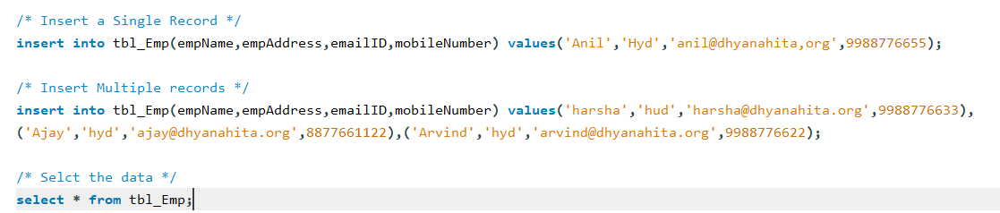 /* Insert a Single Record */
insert into tbl_Emp(empName,empAddress,emailID,mobileNumber) values('Anil','Hyd','anil@dhyanahita,org',9988776655);
/* Insert Multiple records */
insert into tbl_Emp(empName,empAddress,emailID,mobileNumber) values('harsha','hud','harsha@dhyanahita.org',9988776633),
('Ajay','hyd','ajay@dhyanahita.org',8877661122),('Arvind','hyd','arvind@dhyanahita.org',9988776622);
/* Selct the data */
select * from tbl_Emp;